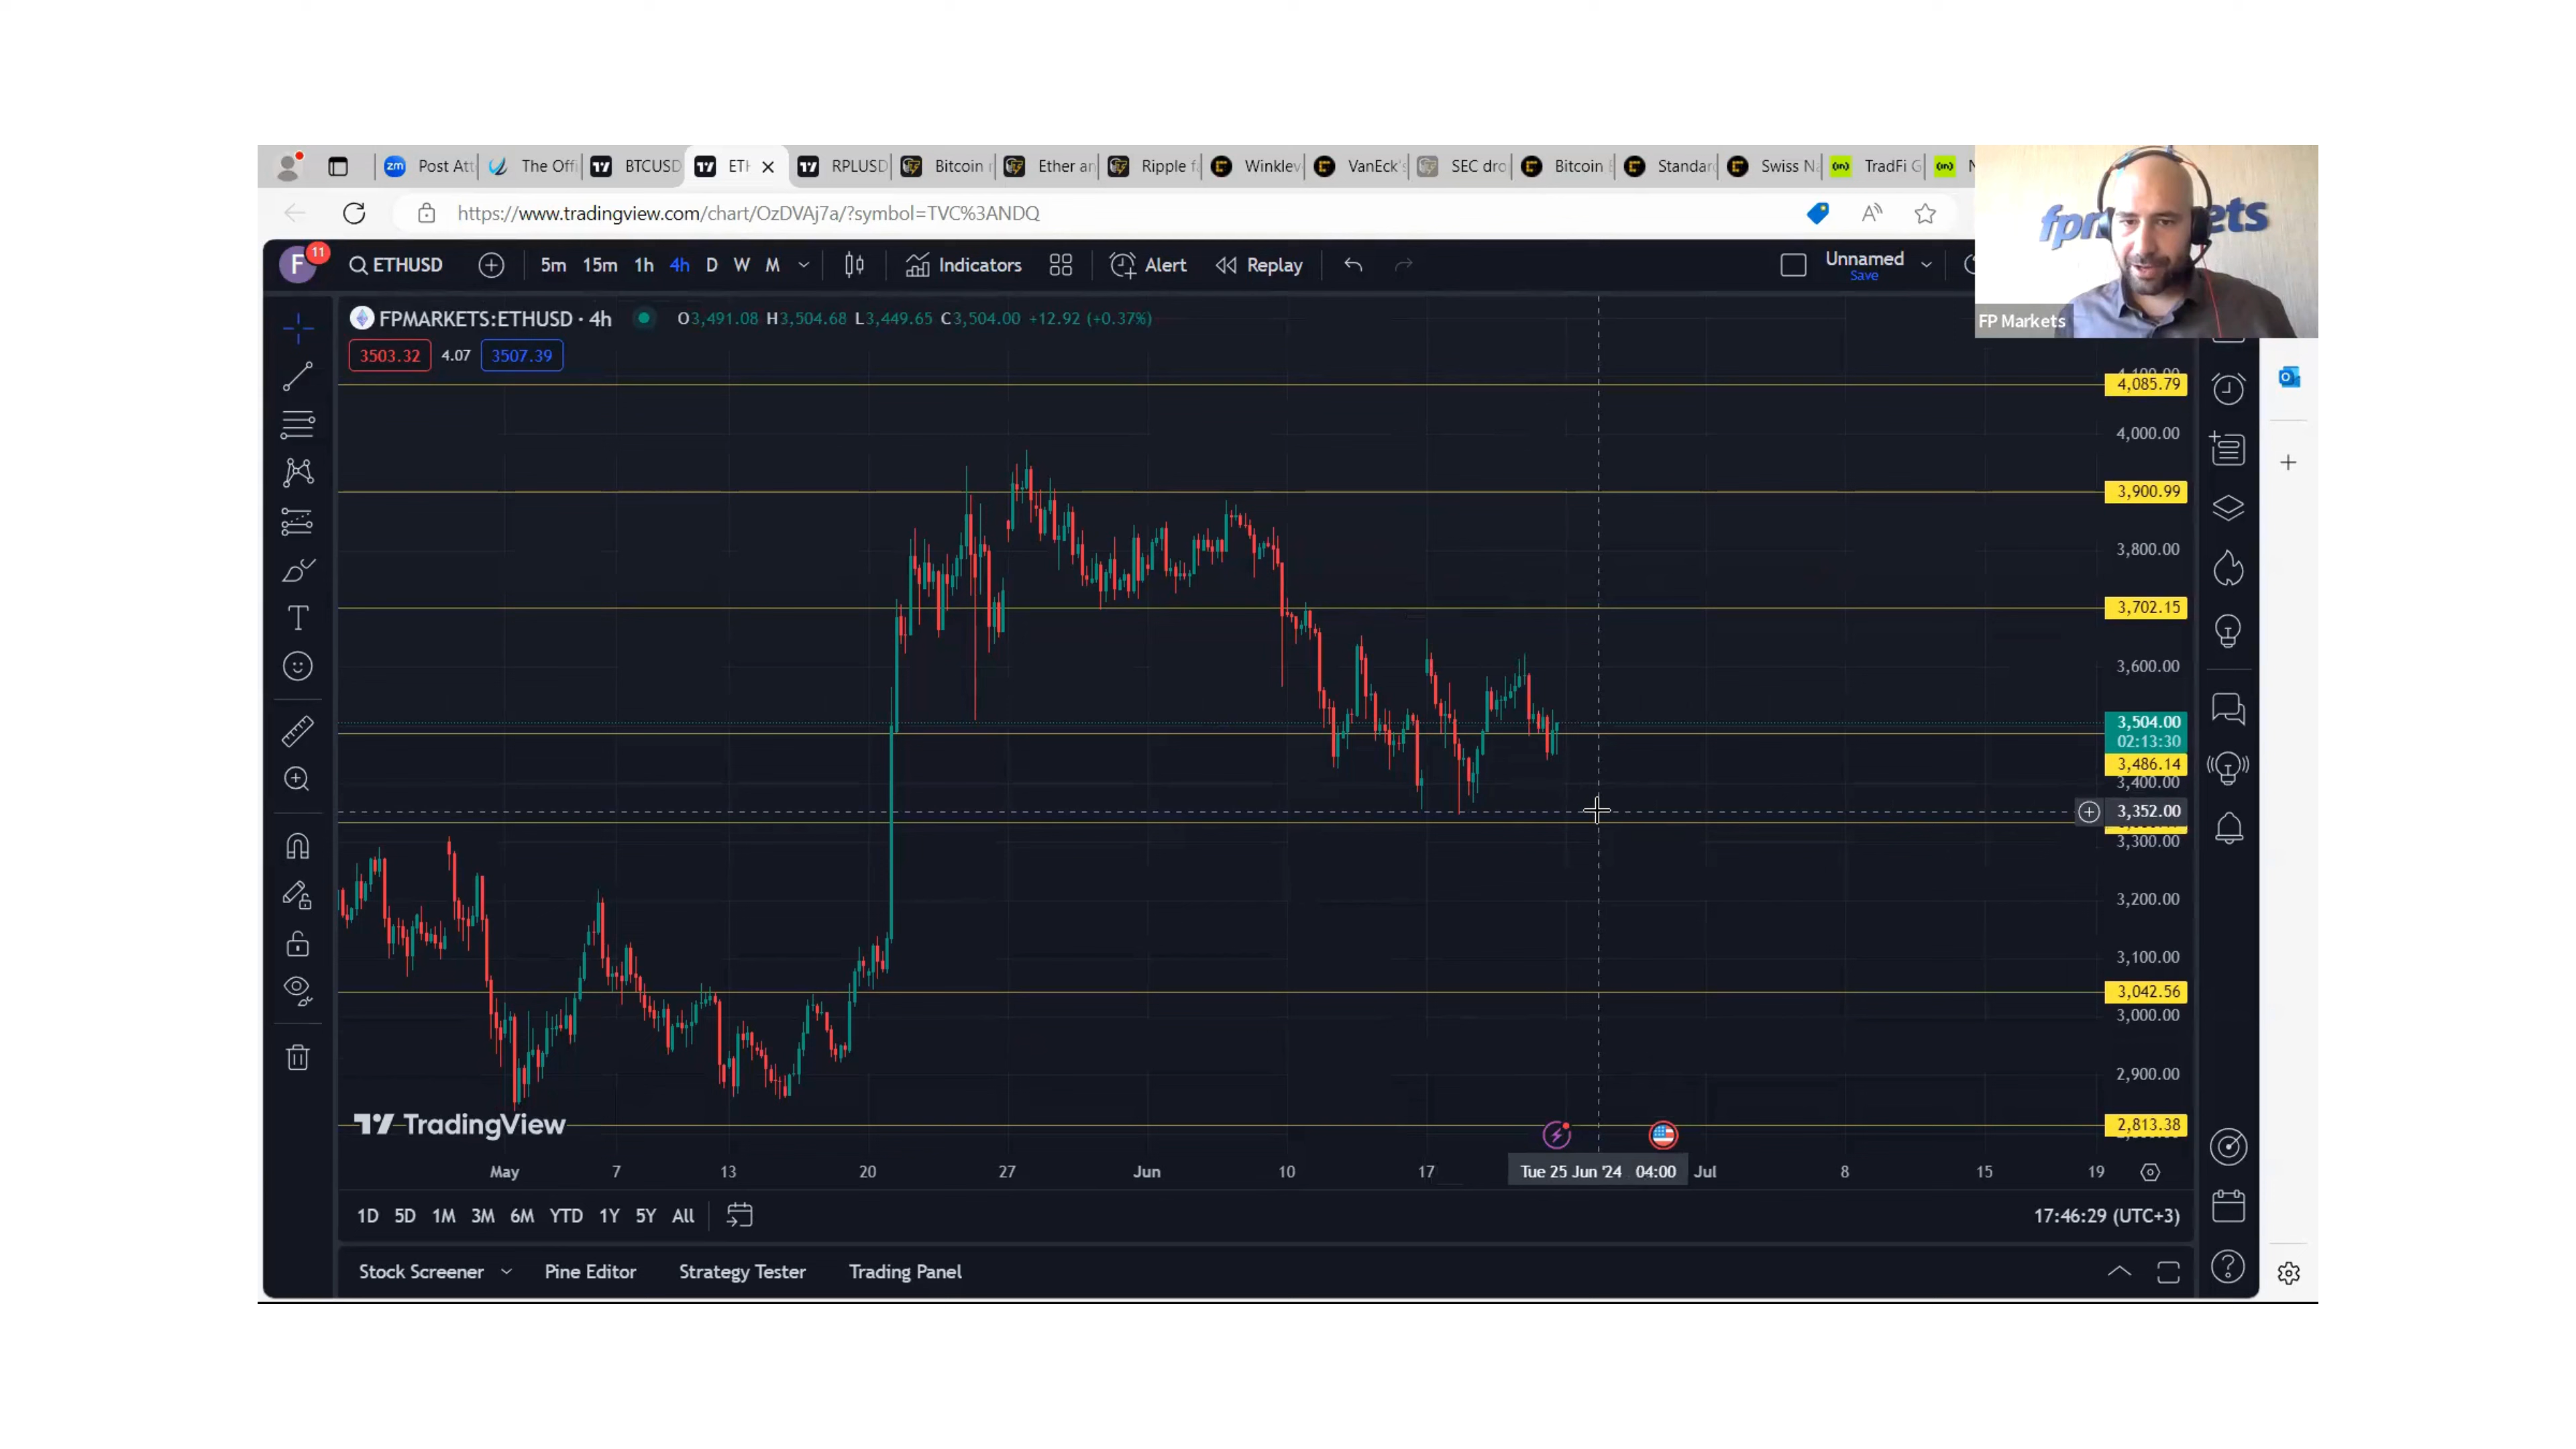 zm Post Att The Offi BTCUSD ETH RPLUSD Bitcoin r Ether an Ripple fa Winklev VanEck's SEC dro Bitcoin E Standar Swiss Na TradFi G N
https://www.tradingview.com/chart/OzDVAj7a/?symbol=TVC%3ANDQ
fpm ets
FP Markets
F 11 ETHUSD 5m 15m 1h 4h D W M Indicators Alert Replay Unnamed
Save
FPMARKETS:ETHUSD · 4h O3,491.08 H3,504.68 L3,449.65 C3,504.00 +12.92 (+0.37%)
3503.32 4.07 3507.39
4,085.79
4,000.00
3,900.99
3,800.00
3,702.15
3,600.00
3,504.00
02:13:30
3,486.14
3,400.00
3,352.00
3,300.00
3,200.00
3,100.00
3,042.56
3,000.00
2,900.00
2,813.38
TradingView
May 7 13 20 27 Jun 10 17 Tue 25 Jun '24 04:00 Jul 8 15 19
1D 5D 1M 3M 6M YTD 1Y 5Y All 17:46:29 (UTC+3)
Stock Screener Pine Editor Strategy Tester Trading Panel